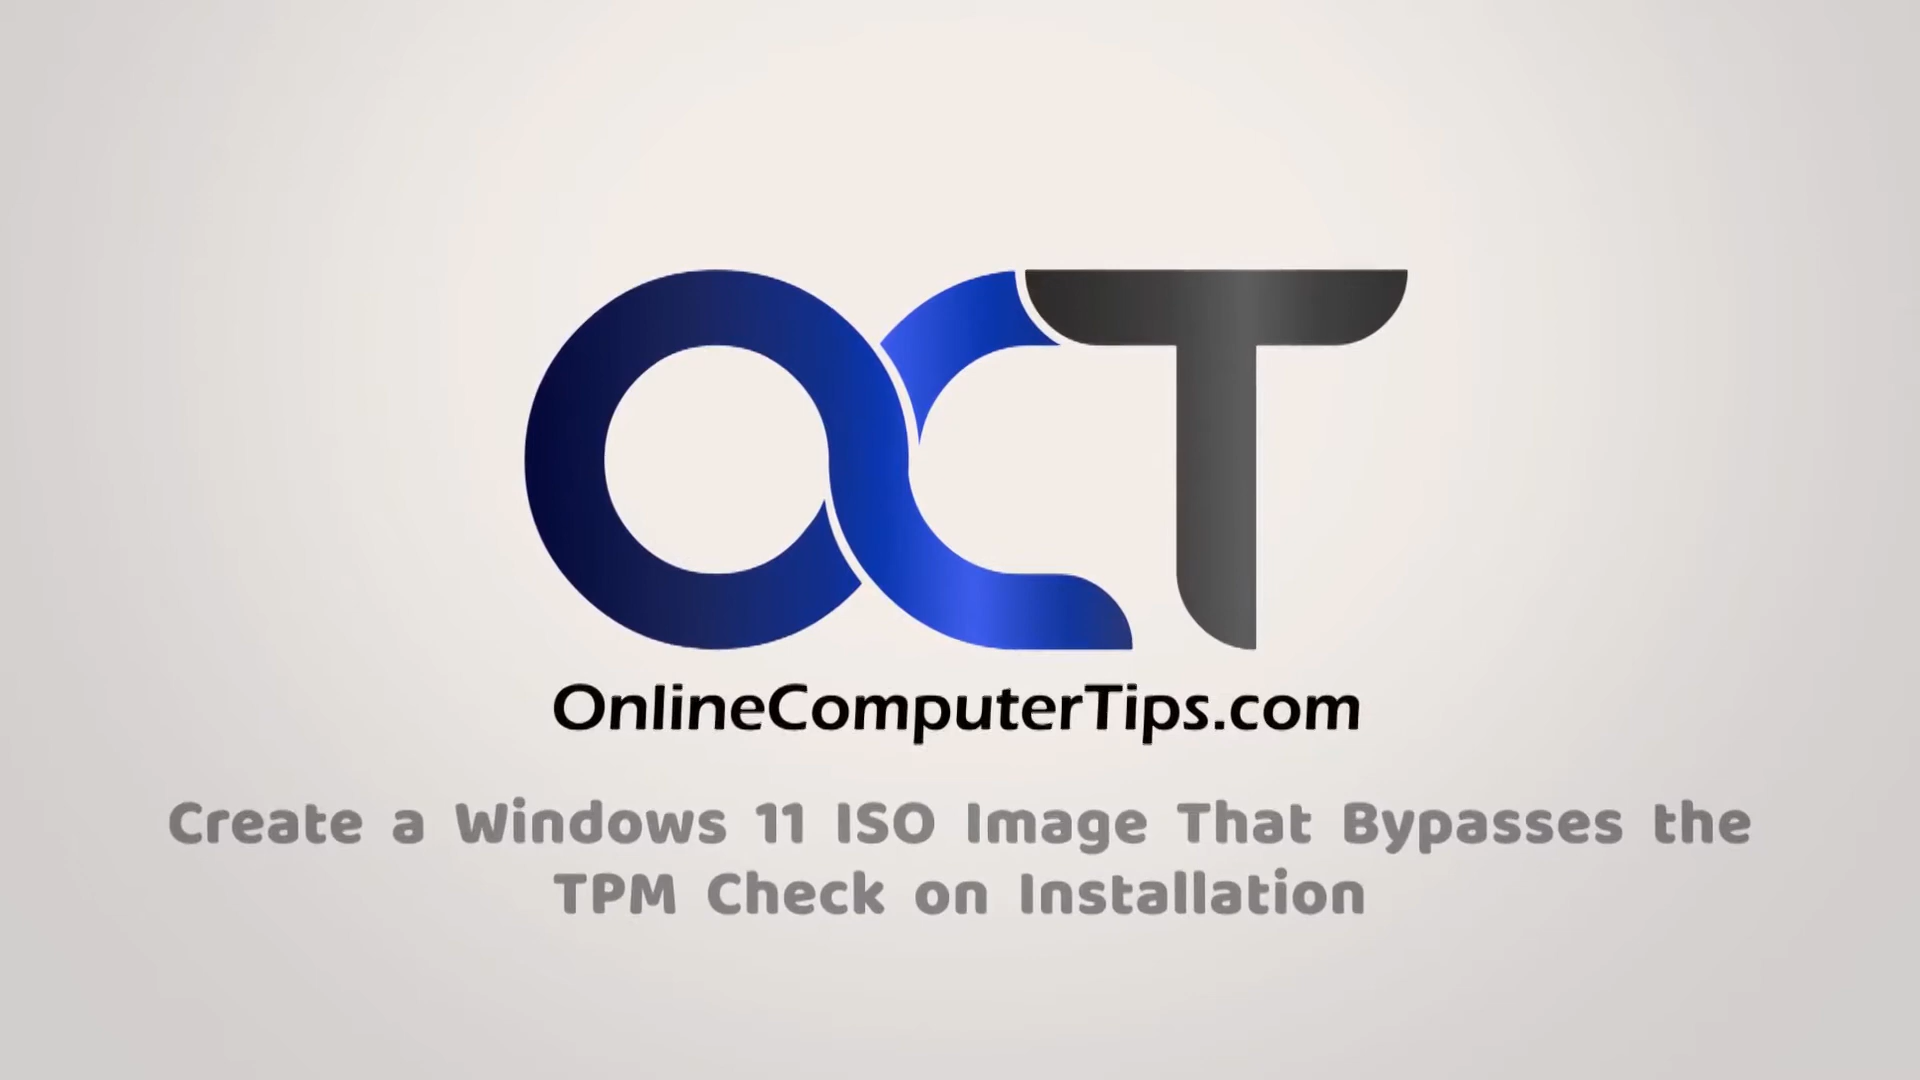 OCT
OnlineComputerTips.com
Create a Windows 11 ISO Image That Bypasses the
TPM Check on Installation